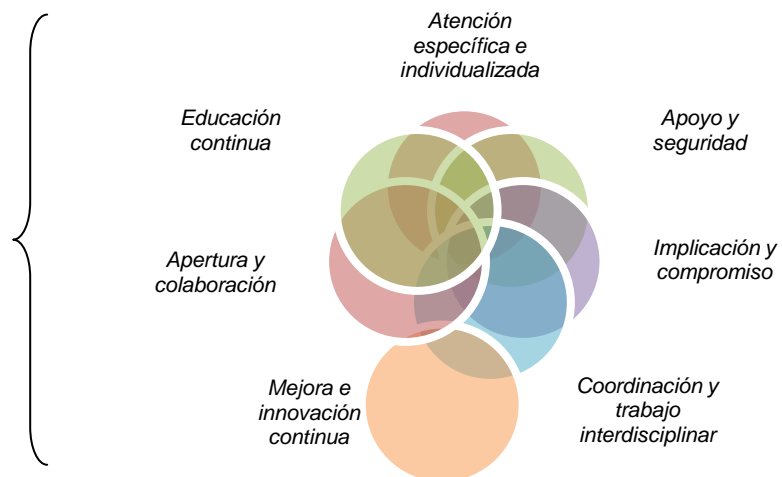 Atención
específica e
individualizada
Educación
continua
Apoyo y
seguridad
Apertura y
colaboración
Implicación y
compromiso
Mejora e
innovación
continua
Coordinación y
trabajo
interdisciplinar